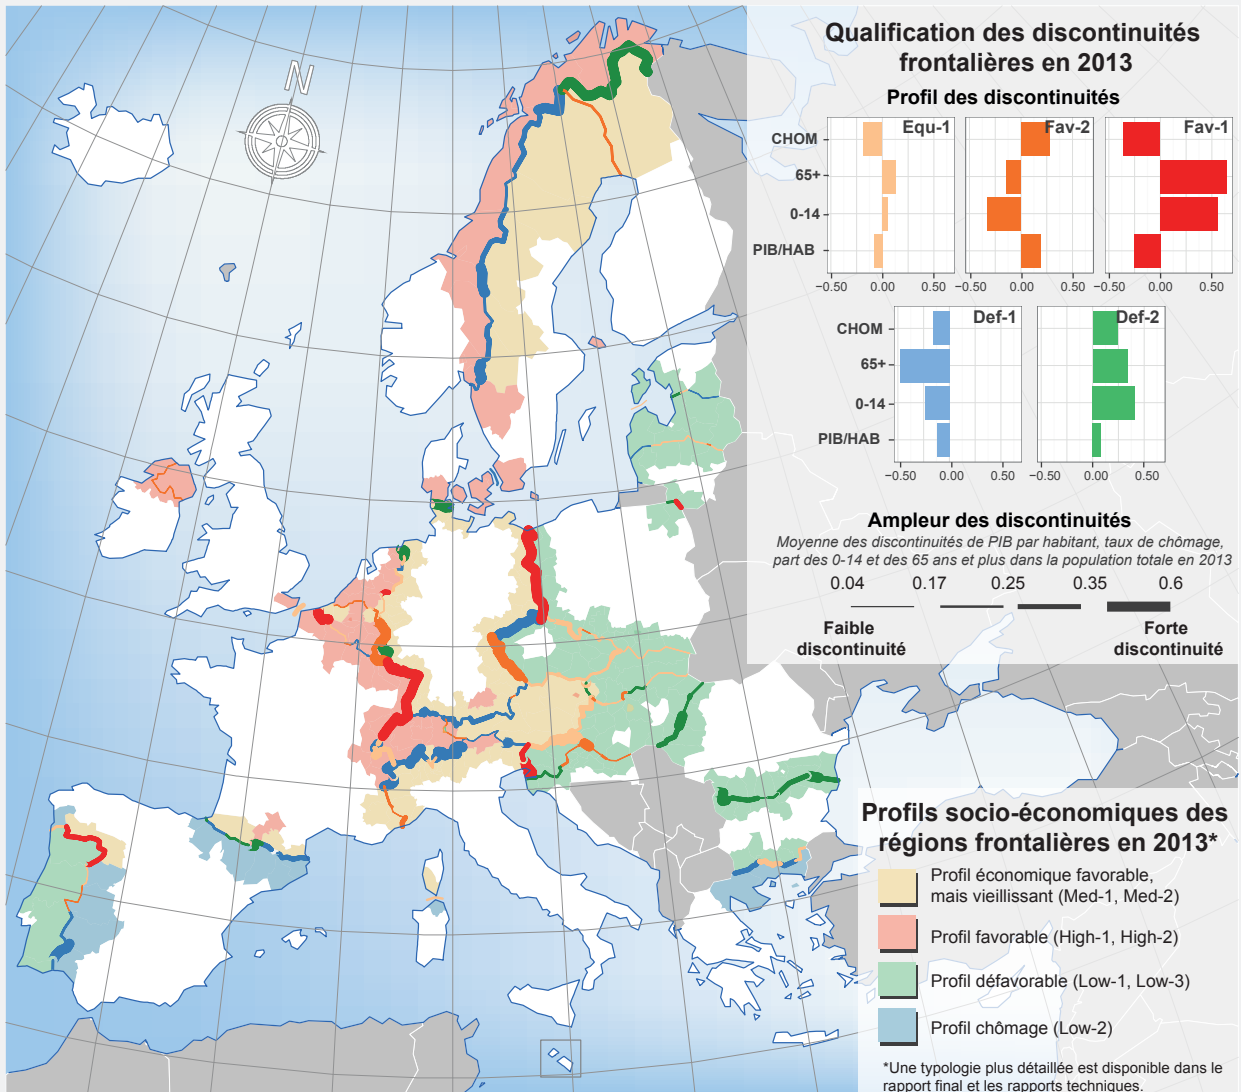 N
Qualification des discontinuités
frontalières en 2013
Profil des discontinuités
Equ-1
Fav-2
Fav-1
CHOM
65+
0-14
PIB/HAB
−0.50 0.00 0.50
−0.50 0.00 0.50
−0.50 0.00 0.50
Def-1
Def-2
CHOM
65+
0-14
PIB/HAB
−0.50 0.00 0.50
−0.50 0.00 0.50
Ampleur des discontinuités
Moyenne des discontinuités de PIB par habitant, taux de chômage,
part des 0-14 et des 65 ans et plus dans la population totale en 2013
0.04 0.17 0.25 0.35 0.6
Faible
discontinuité
Forte
discontinuité
Profils socio-économiques des
régions frontalières en 2013*
Profil économique favorable,
mais vieillissant (Med-1, Med-2)
Profil favorable (High-1, High-2)
Profil défavorable (Low-1, Low-3)
Profil chômage (Low-2)
*Une typologie plus détaillée est disponible dans le
rapport final et les rapports techniques.